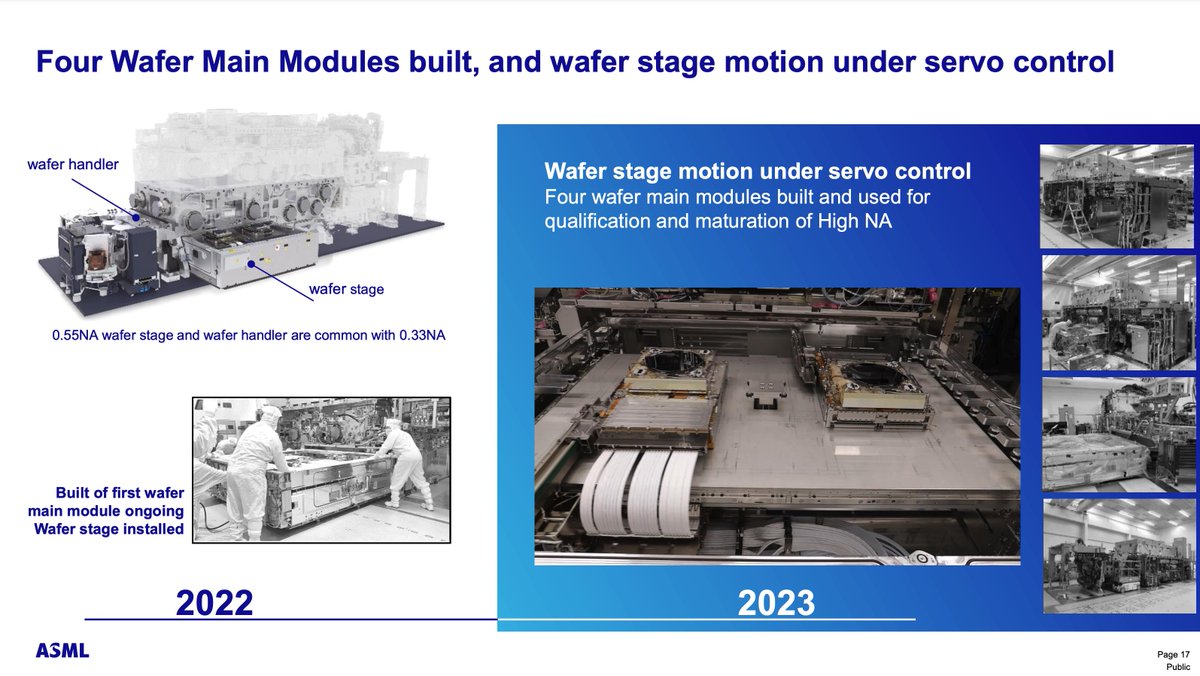 Four Wafer Main Modules built, and wafer stage motion under servo control
wafer handler
wafer stage
0.55NA wafer stage and wafer handler are common with 0.33NA
Built of first wafer
main module ongoing
Wafer stage installed
2022
Wafer stage motion under servo control
Four wafer main modules built and used for
qualification and maturation of High NA
2023
ASML
Page 17
Public